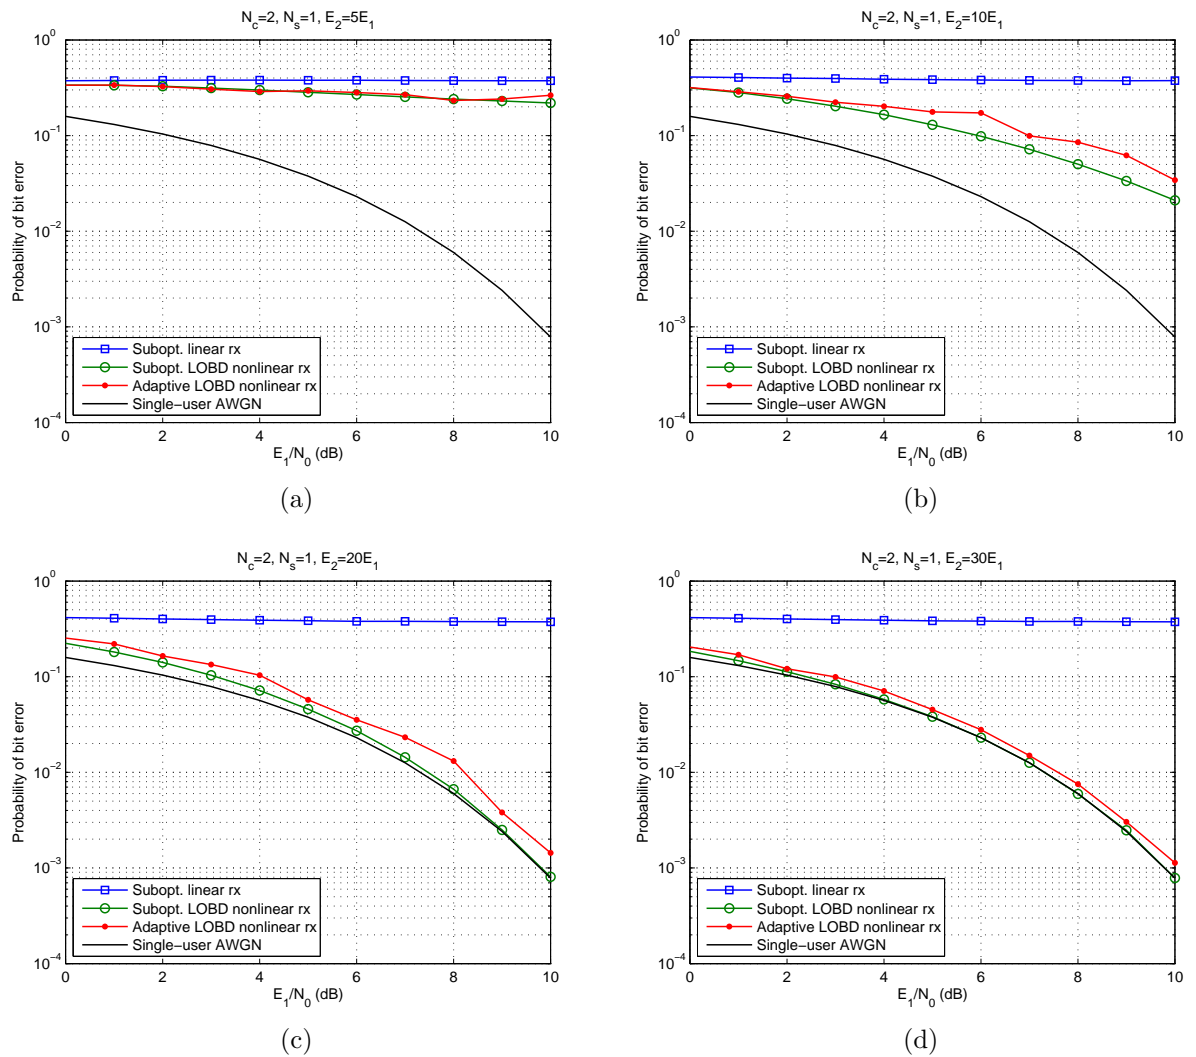 N_c=2, N_s=1, E_2=5E_1
10^0
10^−1
10^−2
10^−3
10^−4
Probability of bit error
Subopt. linear rx
Subopt. LOBD nonlinear rx
Adaptive LOBD nonlinear rx
Single−user AWGN
0 2 4 6 8 10
E_1/N_0 (dB)
(a)
N_c=2, N_s=1, E_2=10E_1
10^0
10^−1
10^−2
10^−3
10^−4
Probability of bit error
Subopt. linear rx
Subopt. LOBD nonlinear rx
Adaptive LOBD nonlinear rx
Single−user AWGN
0 2 4 6 8 10
E_1/N_0 (dB)
(b)
N_c=2, N_s=1, E_2=20E_1
10^0
10^−1
10^−2
10^−3
10^−4
Probability of bit error
Subopt. linear rx
Subopt. LOBD nonlinear rx
Adaptive LOBD nonlinear rx
Single−user AWGN
0 2 4 6 8 10
E_1/N_0 (dB)
(c)
N_c=2, N_s=1, E_2=30E_1
10^0
10^−1
10^−2
10^−3
10^−4
Probability of bit error
Subopt. linear rx
Subopt. LOBD nonlinear rx
Adaptive LOBD nonlinear rx
Single−user AWGN
0 2 4 6 8 10
E_1/N_0 (dB)
(d)